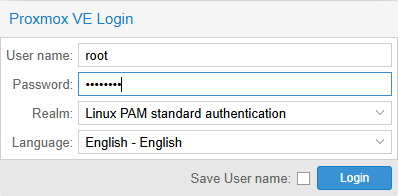 Proxmox VE Login
User name: root
Password: ••••••••
Realm: Linux PAM standard authentication
Language: English - English
Save User name: Login